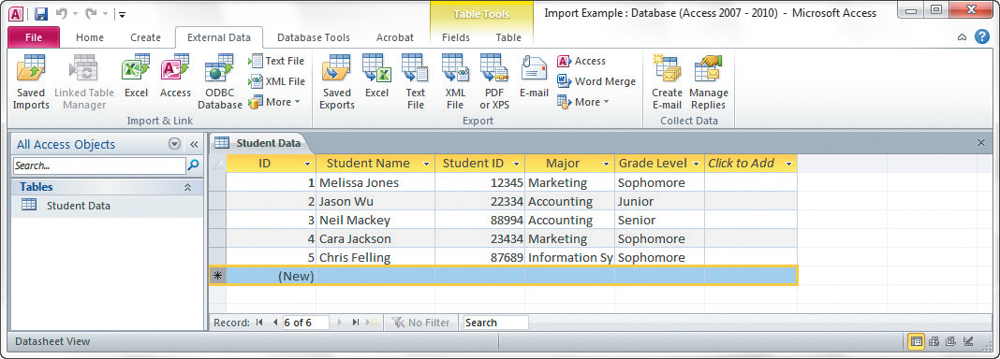 Table Tools
Import Example : Database (Access 2007 - 2010) - Microsoft Access
File Home Create External Data Database Tools Acrobat Fields Table
Saved Imports
Linked Table Manager
Excel
Access
ODBC Database
Text File
XML File
More
Import & Link
Saved Exports
Excel
Text File
XML File
PDF or XPS
E-mail
Access
Word Merge
More
Export
Create E-mail
Manage Replies
Collect Data
All Access Objects
Search...
Tables
Student Data
Student Data
ID Student Name Student ID Major Grade Level Click to Add
1 Melissa Jones 12345 Marketing Sophomore
2 Jason Wu 22334 Accounting Junior
3 Neil Mackey 88994 Accounting Senior
4 Cara Jackson 23434 Marketing Sophomore
5 Chris Felling 87689 Information Sy Sophomore
(New)
Record: 6 of 6 No Filter Search
Datasheet View